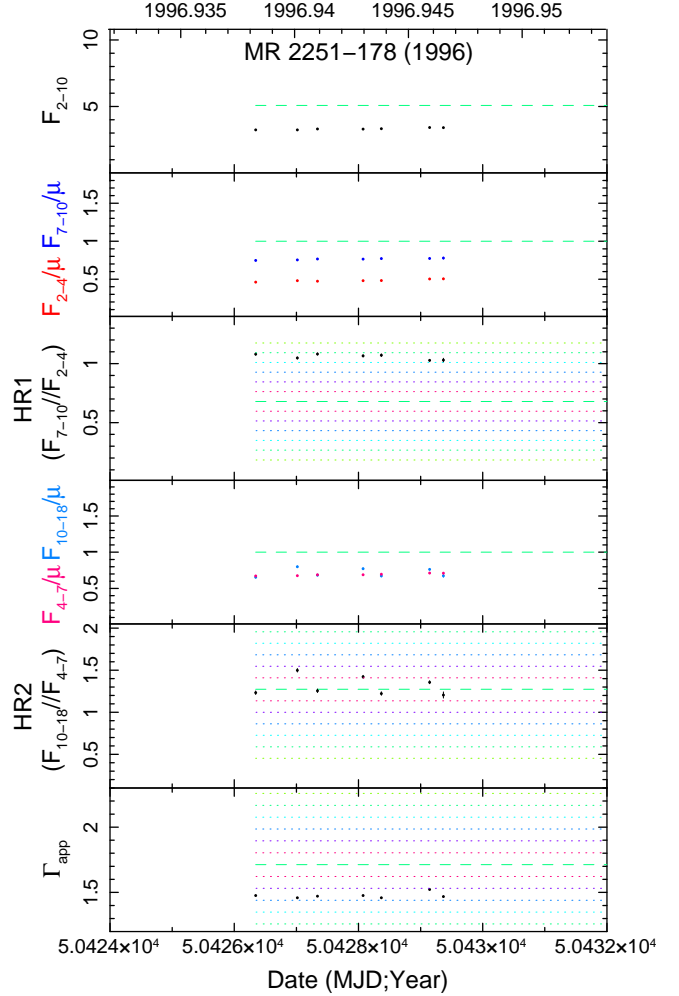 1996.935 1996.94 1996.945 1996.95
MR 2251−178 (1996)
F2−10
5 10
F2−4/μ F7−10/μ
0.5 1 1.5
HR1
(F7−10//F2−4)
0.5 1
F4−7/μ F10−18/μ
0.5 1 1.5
HR2
(F10−18//F4−7)
0.5 1 1.5 2
Γapp
1.5 2
5.0424×10⁴ 5.0426×10⁴ 5.0428×10⁴ 5.043×10⁴ 5.0432×10⁴
Date (MJD;Year)